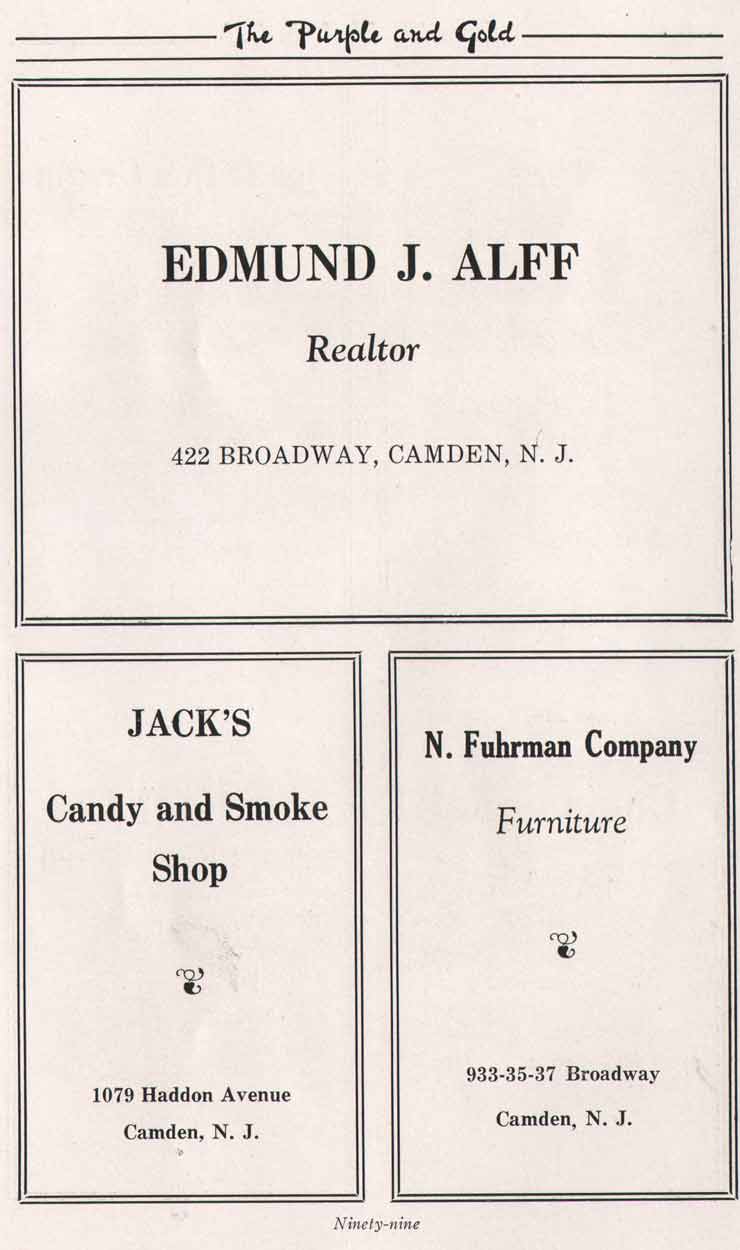 The Purple and Gold
EDMUND J. ALFF
Realtor
422 BROADWAY, CAMDEN, N. J.
JACK'S
Candy and Smoke
Shop
1079 Haddon Avenue
Camden, N. J.
N. Fuhrman Company
Furniture
933-35-37 Broadway
Camden, N. J.
Ninety-nine